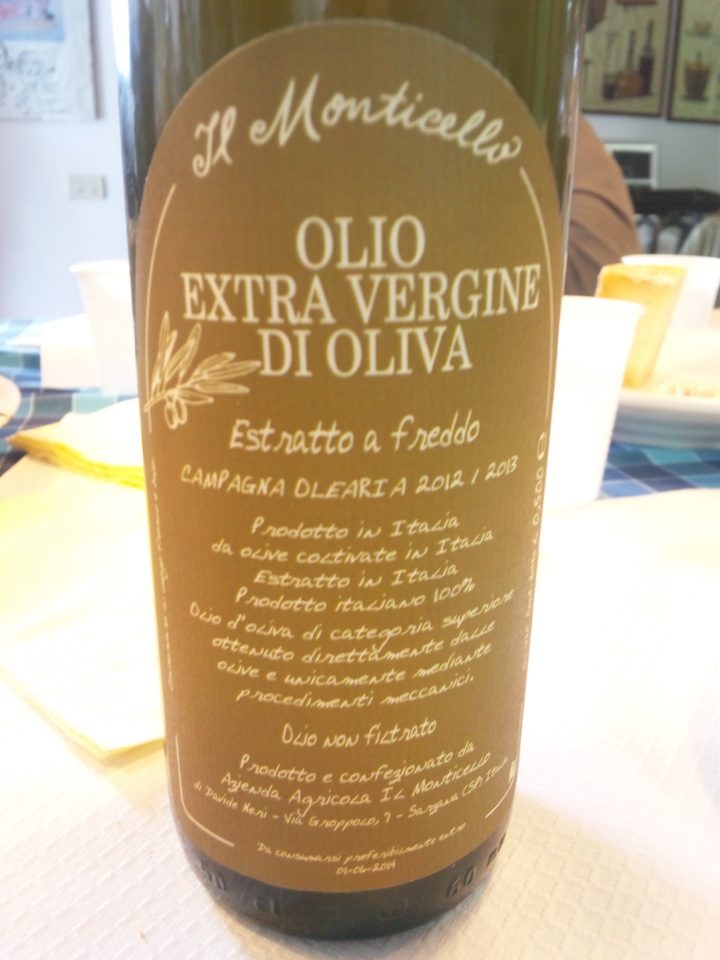 Il Monticello
OLIO
EXTRA VERGINE
DI OLIVA
Estratto a freddo
CAMPAGNA OLEARIA 2012 / 2013
Prodotto in Italia
da olive coltivate in Italia
Estratto in Italia
Prodotto italiano 100%
Olio d'oliva di categoria superiore
ottenuto direttamente dalle
olive e unicamente mediante
procedimenti meccanici.
Olio non filtrato
Prodotto e confezionato da
Azienda Agricola Il Monticello
di Davide Neri - Via Groppolo, 7 - Sarzana (SP) Italia
Da consumarsi preferibilmente entro
01-06-2014
0,500 e